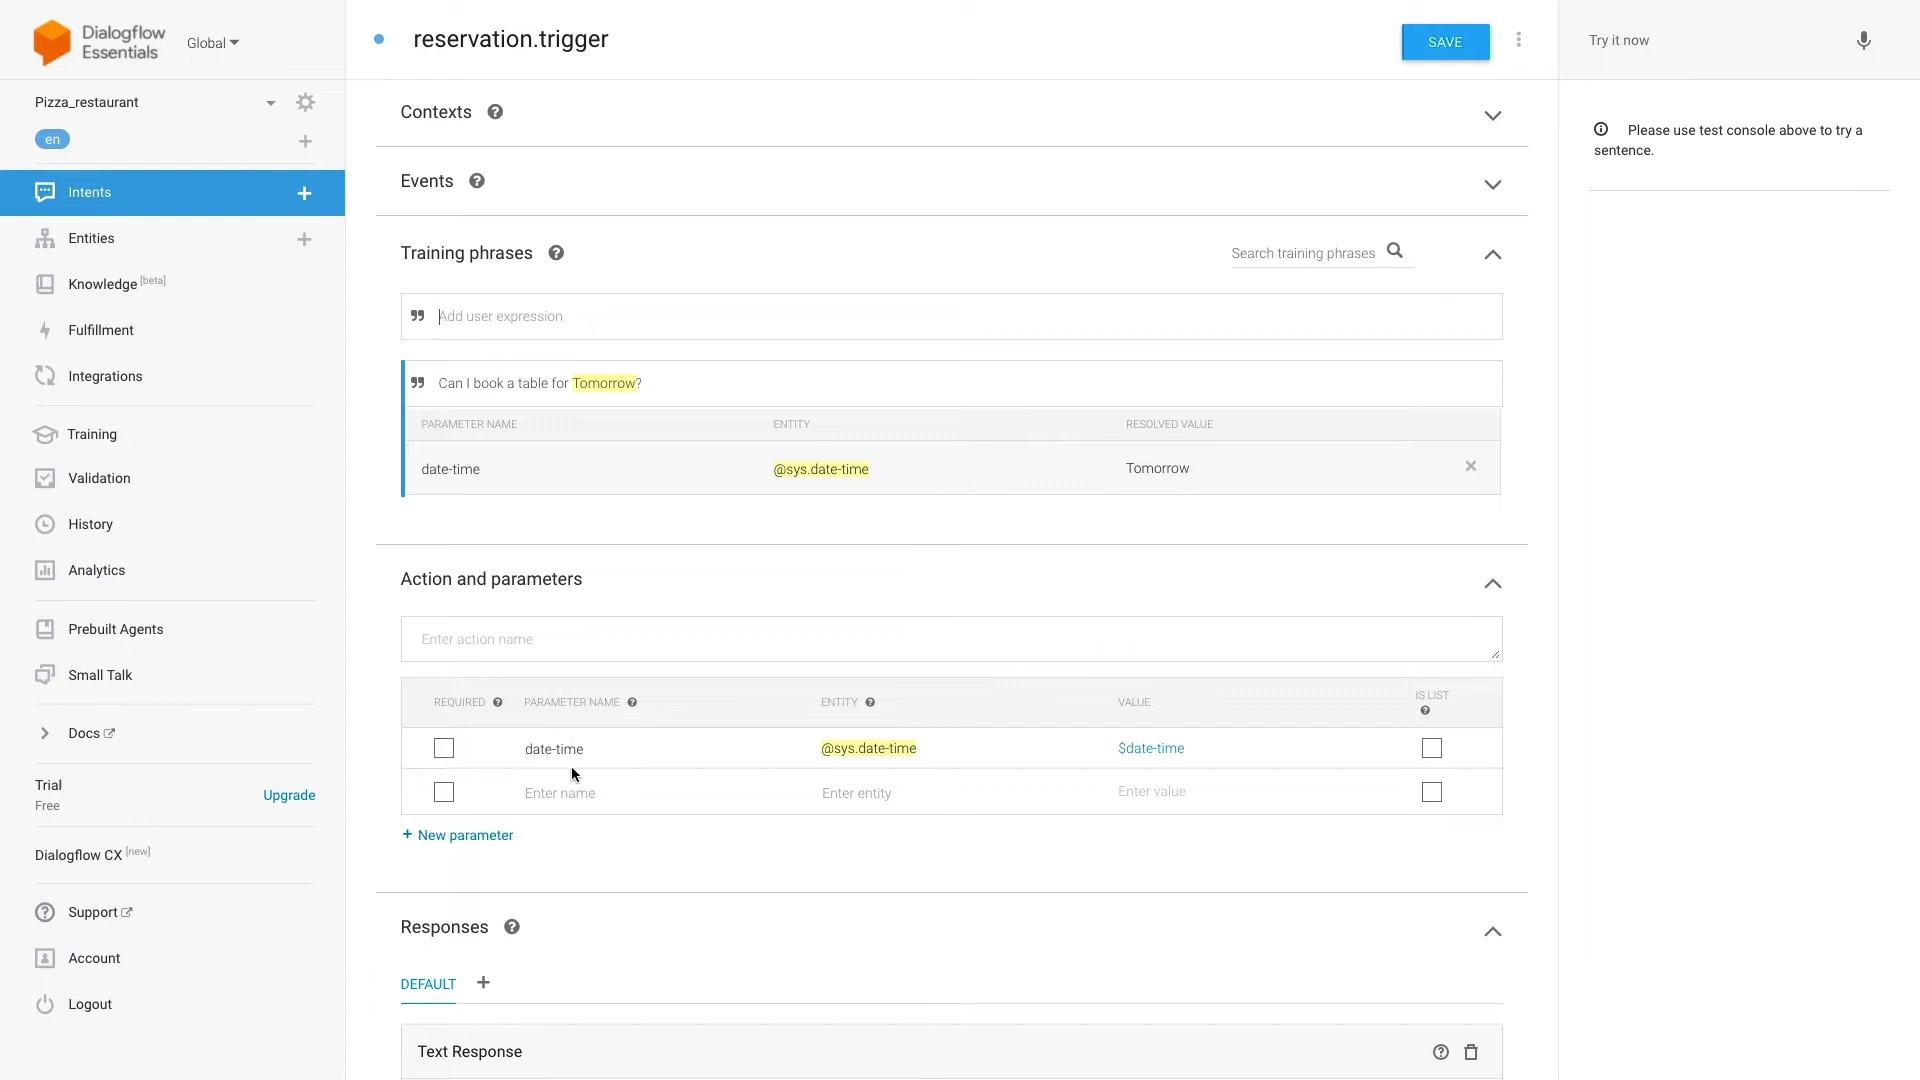 Dialogflow
Essentials
Global
reservation.trigger
SAVE
Try it now
Pizza_restaurant
en
Please use test console above to try a
sentence.
Intents
Entities
Knowledge [beta]
Fulfillment
Integrations
Training
Validation
History
Analytics
Prebuilt Agents
Small Talk
Docs
Trial
Free
Upgrade
Dialogflow CX [new]
Support
Account
Logout
Contexts
Events
Training phrases
Search training phrases
Add user expression
Can I book a table for Tomorrow?
PARAMETER NAME ENTITY RESOLVED VALUE
date-time @sys.date-time Tomorrow
Action and parameters
Enter action name
REQUIRED PARAMETER NAME ENTITY VALUE IS LIST
date-time @sys.date-time $date-time
Enter name Enter entity Enter value
+ New parameter
Responses
DEFAULT
Text Response